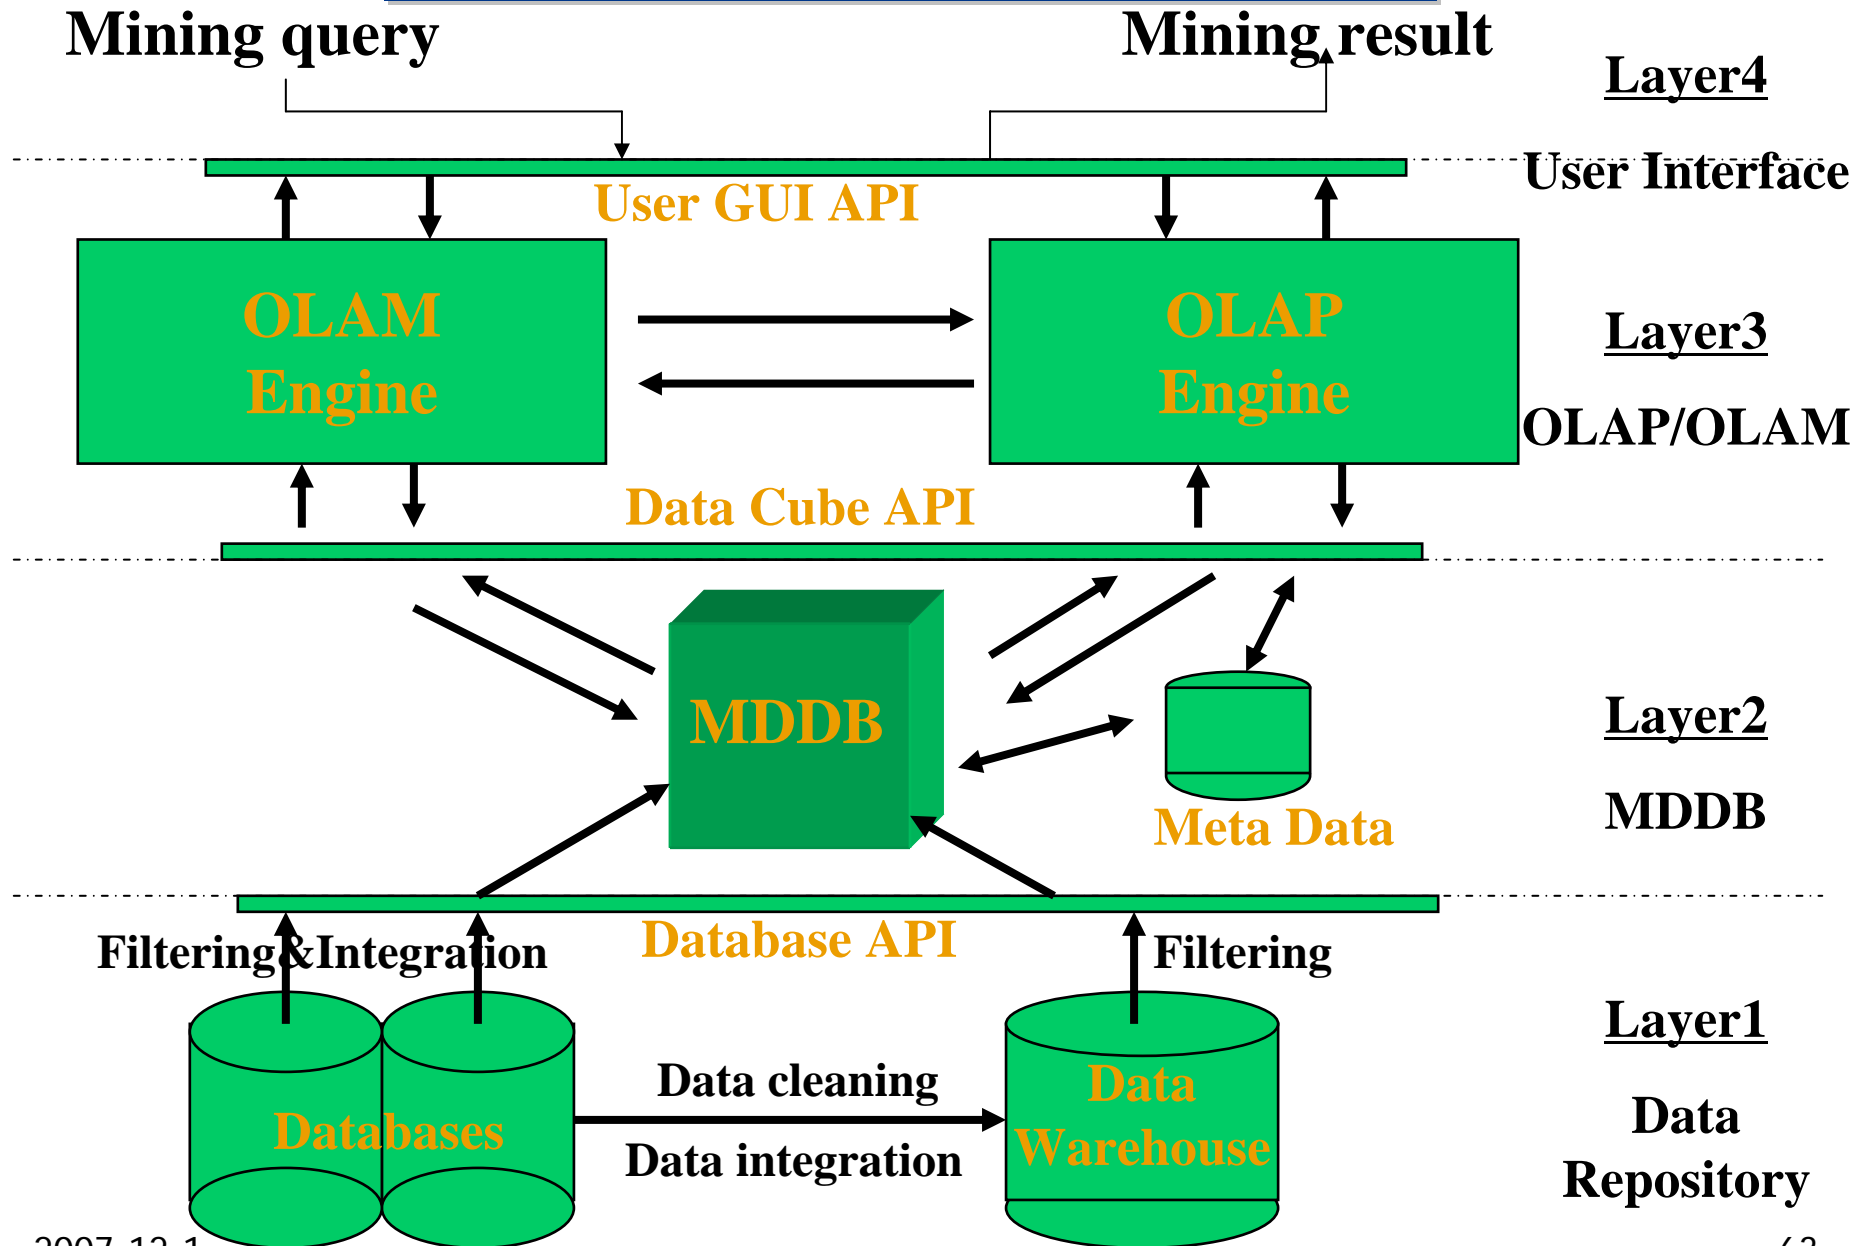 Mining query
Mining result
Layer4
User Interface
User GUI API
OLAM
Engine
OLAP
Engine
Layer3
OLAP/OLAM
Data Cube API
MDDB
Meta Data
Layer2
MDDB
Database API
Filtering&Integration
Filtering
Layer1
Data
Repository
Databases
Data cleaning
Data integration
Data
Warehouse